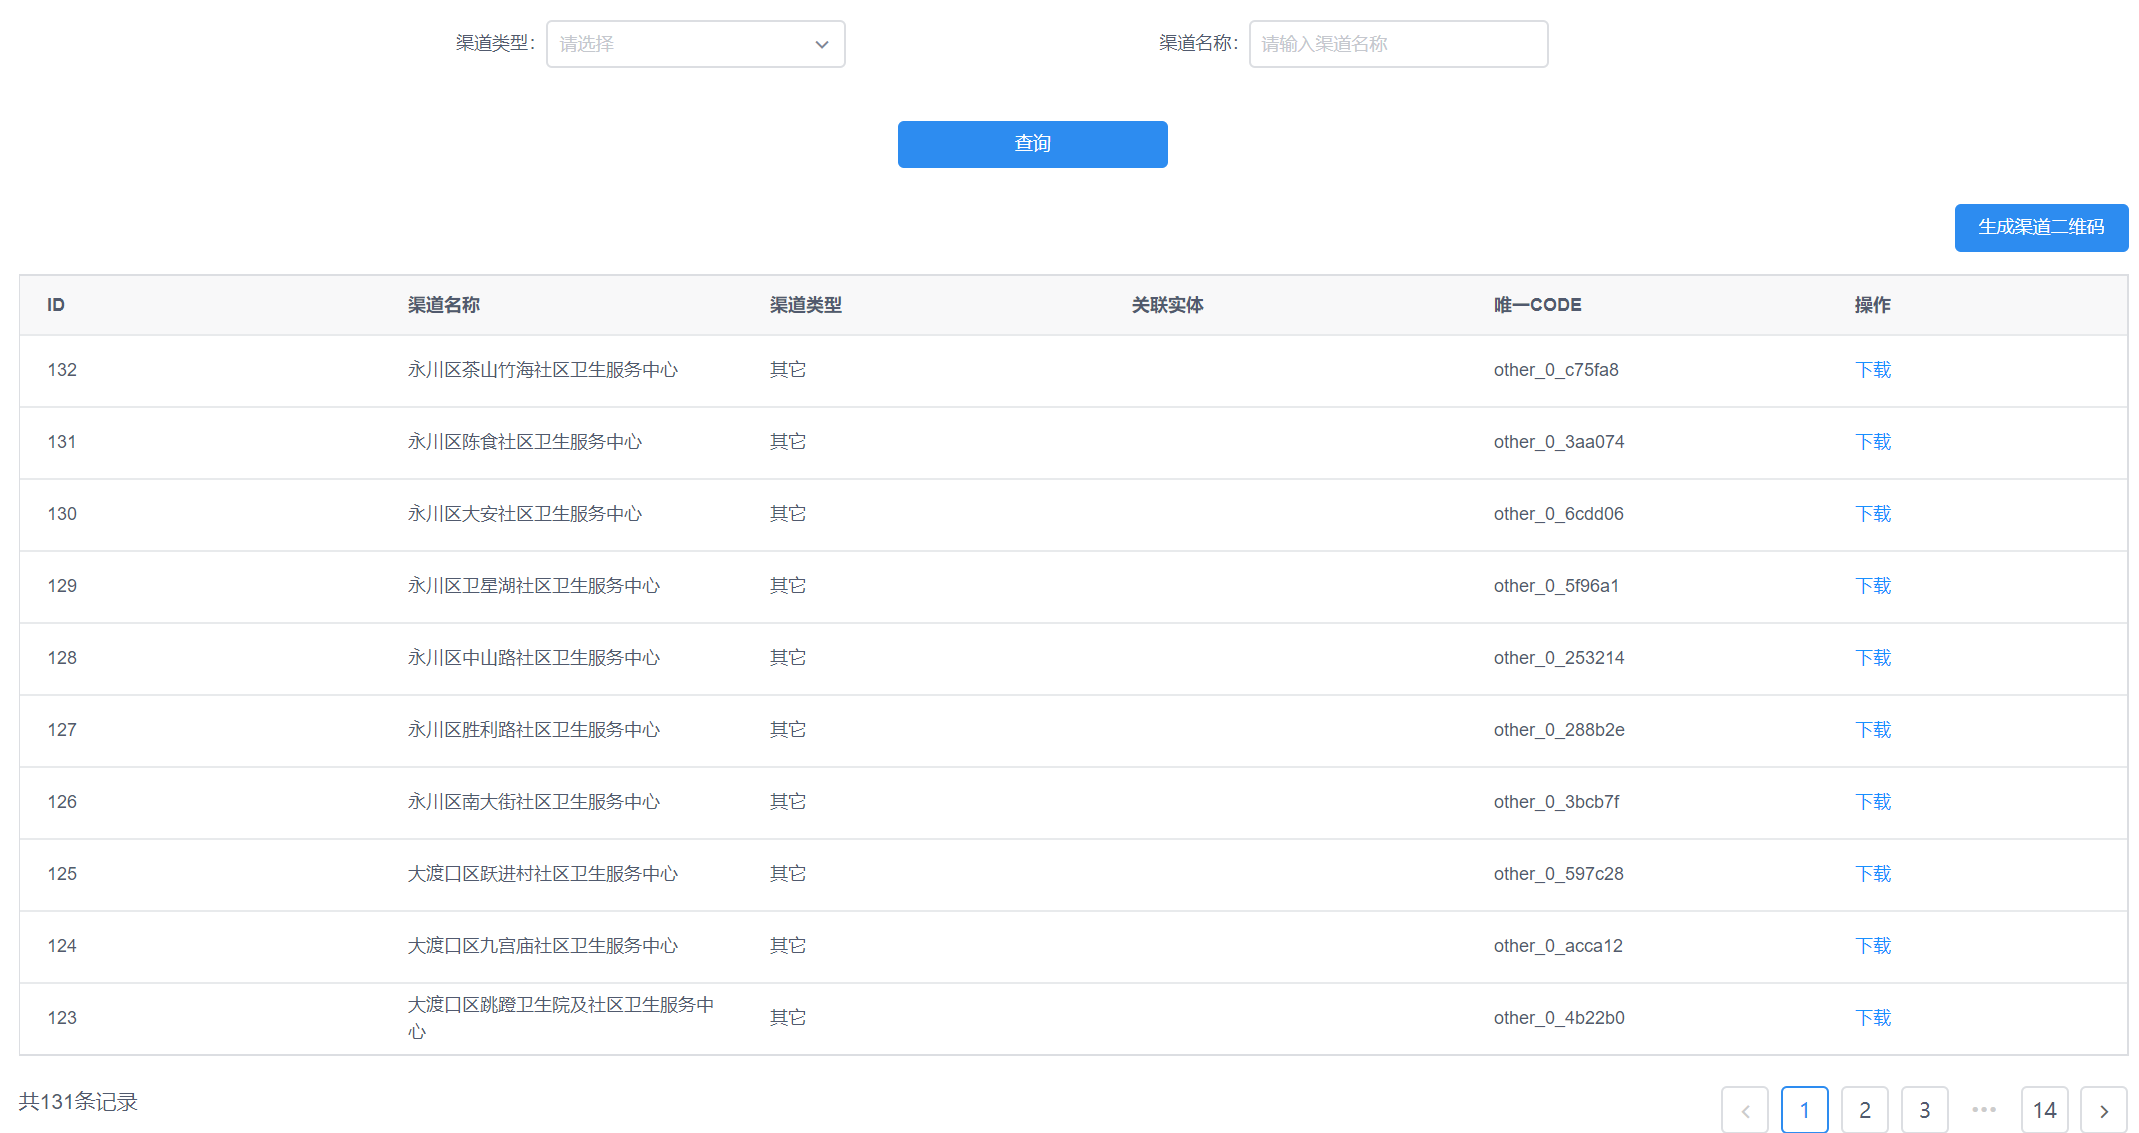 渠道类型： 请选择 渠道名称： 请输入渠道名称
查询
生成渠道二维码
ID 渠道名称 渠道类型 关联实体 唯一CODE 操作
132 永川区茶山竹海社区卫生服务中心 其它 other_0_c75fa8 下载
131 永川区陈食社区卫生服务中心 其它 other_0_3aa074 下载
130 永川区大安社区卫生服务中心 其它 other_0_6cdd06 下载
129 永川区卫星湖社区卫生服务中心 其它 other_0_5f96a1 下载
128 永川区中山路社区卫生服务中心 其它 other_0_253214 下载
127 永川区胜利路社区卫生服务中心 其它 other_0_288b2e 下载
126 永川区南大街社区卫生服务中心 其它 other_0_3bcb7f 下载
125 大渡口区跃进村社区卫生服务中心 其它 other_0_597c28 下载
124 大渡口区九宫庙社区卫生服务中心 其它 other_0_acca12 下载
123 大渡口区跳蹬卫生院及社区卫生服务中 其它 other_0_4b22b0 下载
心
共131条记录 1 2 3 ••• 14